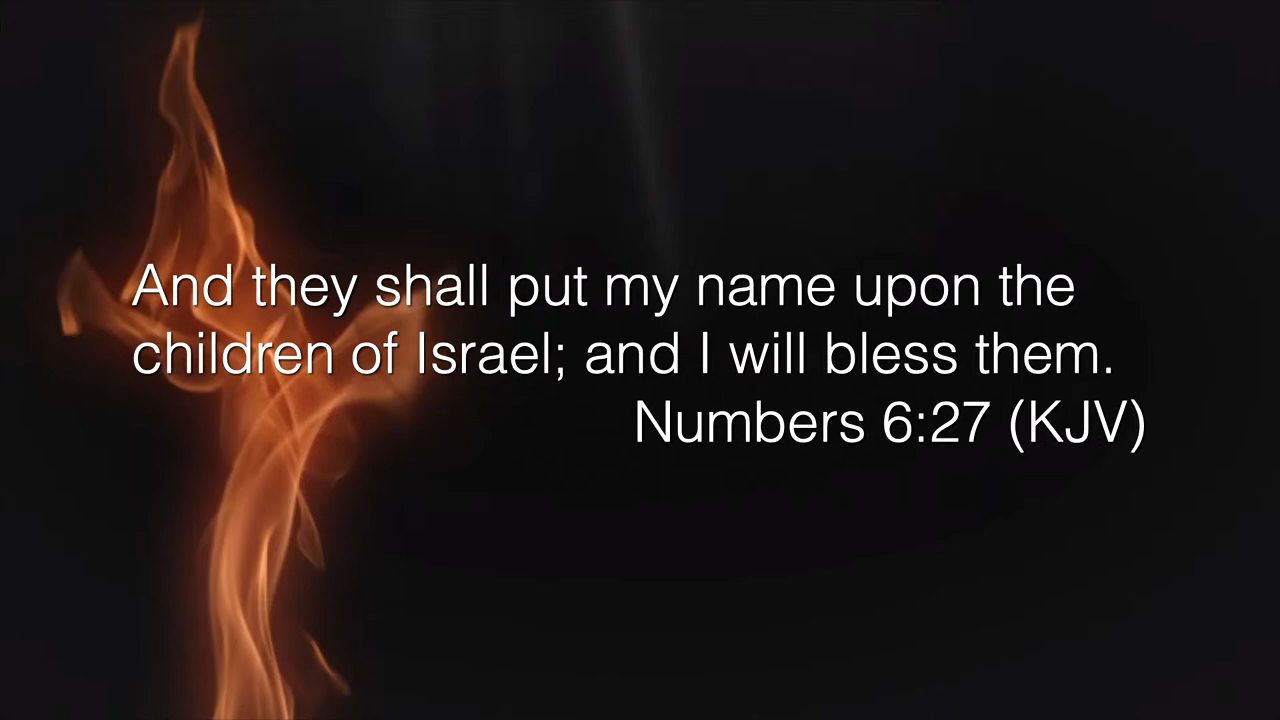 And they shall put my name upon the
children of Israel; and I will bless them.
Numbers 6:27 (KJV)